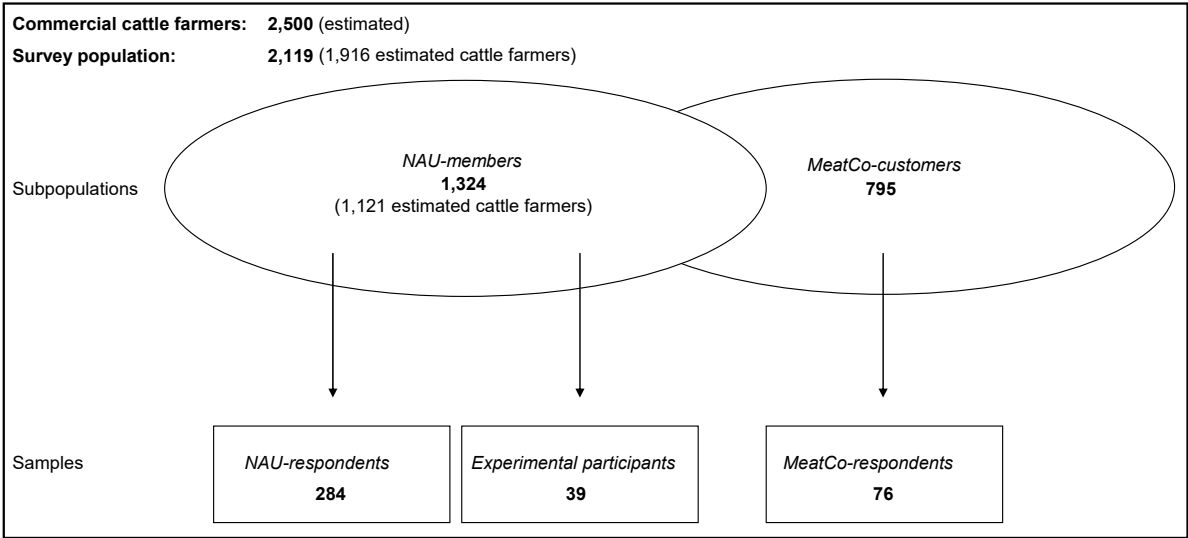 Commercial cattle farmers: 2,500 (estimated)
Survey population: 2,119 (1,916 estimated cattle farmers)
Subpopulations
NAU-members
1,324
(1,121 estimated cattle farmers)
MeatCo-customers
795
Samples
NAU-respondents
284
Experimental participants
39
MeatCo-respondents
76